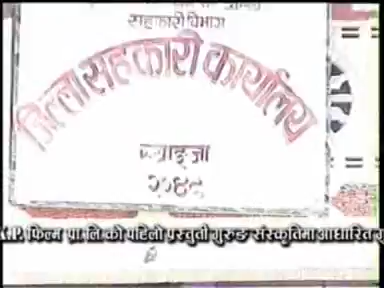 सहकारी विभाग
जिल्ला सहकारी कार्यालय
स्याङ्जा
२०४९
K.P. फिल्म प्रा.लि.को पहिलो प्रस्तुती गुरुङ संस्कृतिमा आधारित